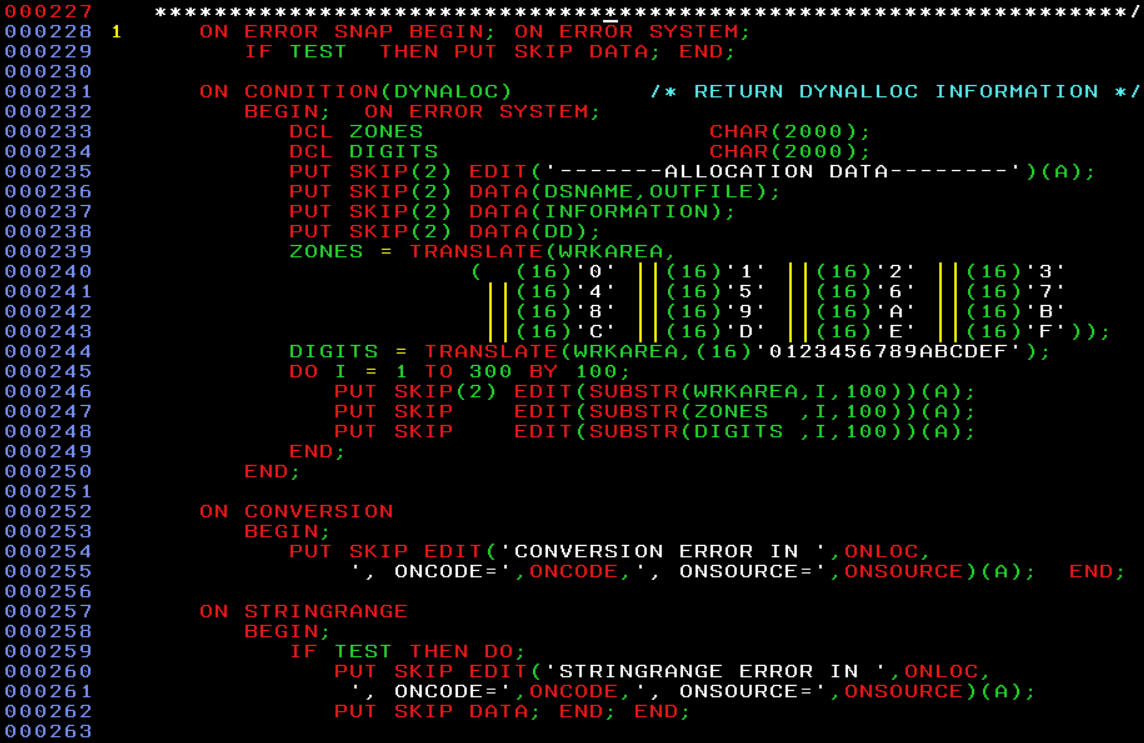 000227     *****************************************************************/
000228 1      ON ERROR SNAP BEGIN; ON ERROR SYSTEM;
000229           IF TEST  THEN PUT SKIP DATA; END;
000230
000231        ON CONDITION(DYNALOC)         /* RETURN DYNALLOC INFORMATION */
000232           BEGIN;  ON ERROR SYSTEM;
000233              DCL ZONES                   CHAR(2000);
000234              DCL DIGITS                  CHAR(2000);
000235              PUT SKIP(2) EDIT('-------ALLOCATION DATA--------')(A);
000236              PUT SKIP(2) DATA(DSNAME,OUTFILE);
000237              PUT SKIP(2) DATA(INFORMATION);
000238              PUT SKIP(2) DATA(DD);
000239              ZONES = TRANSLATE(WRKAREA,
000240                          (  (16)'0' ||(16)'1' ||(16)'2' ||(16)'3'
000241                           ||(16)'4' ||(16)'5' ||(16)'6' ||(16)'7'
000242                           ||(16)'8' ||(16)'9' ||(16)'A' ||(16)'B'
000243                           ||(16)'C' ||(16)'D' ||(16)'E' ||(16)'F'));
000244              DIGITS = TRANSLATE(WRKAREA,(16)'0123456789ABCDEF');
000245              DO I = 1 TO 300 BY 100;
000246                 PUT SKIP(2) EDIT(SUBSTR(WRKAREA,I,100))(A);
000247                 PUT SKIP    EDIT(SUBSTR(ZONES  ,I,100))(A);
000248                 PUT SKIP    EDIT(SUBSTR(DIGITS ,I,100))(A);
000249              END;
000250           END;
000251
000252        ON CONVERSION
000253           BEGIN;
000254              PUT SKIP EDIT('CONVERSION ERROR IN ',ONLOC,
000255                  ', ONCODE=',ONCODE,', ONSOURCE=',ONSOURCE)(A);  END;
000256
000257        ON STRINGRANGE
000258           BEGIN;
000259              IF TEST THEN DO;
000260                 PUT SKIP EDIT('STRINGRANGE ERROR IN ',ONLOC,
000261                  ', ONCODE=',ONCODE,', ONSOURCE=',ONSOURCE)(A);
000262                 PUT SKIP DATA; END; END;
000263